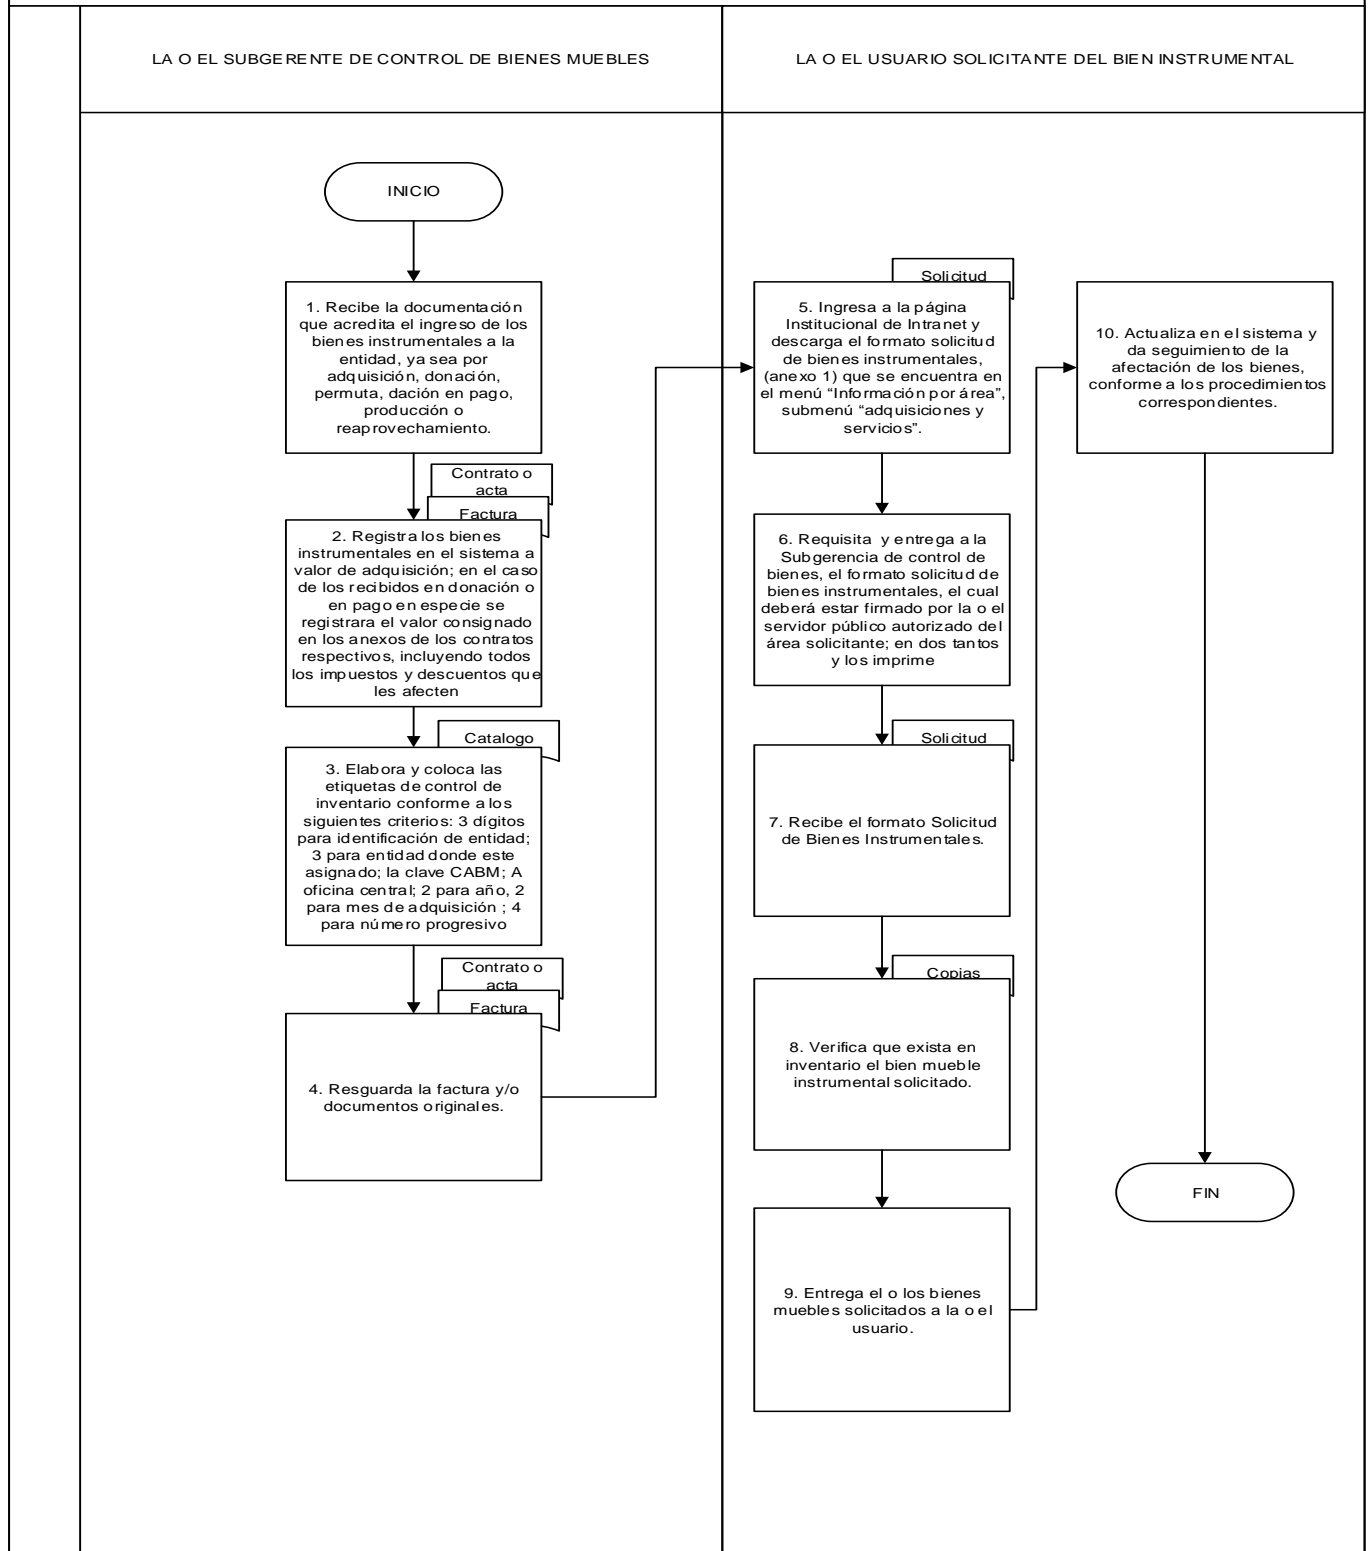 LA O EL SUBGERENTE DE CONTROL DE BIENES MUEBLES
LA O EL USUARIO SOLICITANTE DEL BIEN INSTRUMENTAL
INICIO
1. Recibe la documentación
que acredita el ingreso de los
bienes instrumentales a la
entidad, ya sea por
adquisición, donación,
permuta, dación en pago,
producción o
reaprovechamiento.
Contrato o
acta
Factura
2. Registra los bienes
instrumentales en el sistema a
valor de adquisición; en el caso
de los recibidos en donación o
en pago en especie se
registrara el valor consignado
en los anexos de los contratos
respectivos, incluyendo todos
los impuestos y descuentos que
les afecten
Catalogo
3. Elabora y coloca las
etiquetas de control de
inventario conforme a los
siguientes criterios: 3 dígitos
para identificación de entidad;
3 para entidad donde este
asignado; la clave CABM; A
oficina central; 2 para año, 2
para mes de adquisición ; 4
para número progresivo
Contrato o
acta
Factura
4. Resguarda la factura y/o
documentos originales.
Solicitud
5. Ingresa a la página
Institucional de Intranet y
descarga el formato solicitud
de bienes instrumentales,
(anexo 1) que se encuentra en
el menú “Información por área”,
submenú “adquisiciones y
servicios”.
6. Requisita y entrega a la
Subgerencia de control de
bienes, el formato solicitud de
bienes instrumentales, el cual
deberá estar firmado por la o el
servidor público autorizado del
área solicitante; en dos tantos
y los imprime
Solicitud
7. Recibe el formato Solicitud
de Bienes Instrumentales.
Copias
8. Verifica que exista en
inventario el bien mueble
instrumental solicitado.
9. Entrega el o los bienes
muebles solicitados a la o el
usuario.
10. Actualiza en el sistema y
da seguimiento de la
afectación de los bienes,
conforme a los procedimientos
correspondientes.
FIN